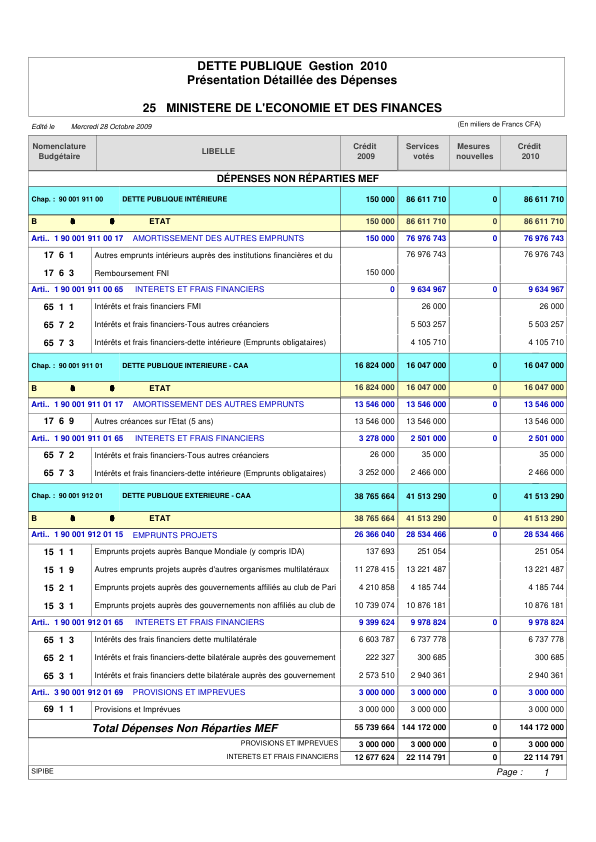 DETTE PUBLIQUE Gestion 2010
Présentation Détaillée des Dépenses
25 MINISTERE DE L'ECONOMIE ET DES FINANCES
Edité le Mercredi 28 Octobre 2009 (En miliers de Francs CFA)
Nomenclature Budgétaire LIBELLE Crédit 2009 Services votés Mesures nouvelles Crédit 2010
DÉPENSES NON RÉPARTIES MEF
Chap. : 90 001 911 00 DETTE PUBLIQUE INTÉRIEURE 150 000 86 611 710 0 86 611 710
B ETAT 150 000 86 611 710 0 86 611 710
Arti.. 1 90 001 911 00 17 AMORTISSEMENT DES AUTRES EMPRUNTS 150 000 76 976 743 0 76 976 743
17 6 1 Autres emprunts intérieurs auprès des institutions financières et du 76 976 743 76 976 743
17 6 3 Remboursement FNI 150 000
Arti.. 1 90 001 911 00 65 INTERETS ET FRAIS FINANCIERS 0 9 634 967 0 9 634 967
65 1 1 Intérêts et frais financiers FMI 26 000 26 000
65 7 2 Intérêts et frais financiers-Tous autres créanciers 5 503 257 5 503 257
65 7 3 Intérêts et frais financiers-dette intérieure (Emprunts obligataires) 4 105 710 4 105 710
Chap. : 90 001 911 01 DETTE PUBLIQUE INTERIEURE - CAA 16 824 000 16 047 000 0 16 047 000
B ETAT 16 824 000 16 047 000 0 16 047 000
Arti.. 1 90 001 911 01 17 AMORTISSEMENT DES AUTRES EMPRUNTS 13 546 000 13 546 000 0 13 546 000
17 6 9 Autres créances sur l'Etat (5 ans) 13 546 000 13 546 000 13 546 000
Arti.. 1 90 001 911 01 65 INTERETS ET FRAIS FINANCIERS 3 278 000 2 501 000 0 2 501 000
65 7 2 Intérêts et frais financiers-Tous autres créanciers 26 000 35 000 35 000
65 7 3 Intérêts et frais financiers-dette intérieure (Emprunts obligataires) 3 252 000 2 466 000 2 466 000
Chap. : 90 001 912 01 DETTE PUBLIQUE EXTERIEURE - CAA 38 765 664 41 513 290 0 41 513 290
B ETAT 38 765 664 41 513 290 0 41 513 290
Arti.. 1 90 001 912 01 15 EMPRUNTS PROJETS 26 366 040 28 534 466 0 28 534 466
15 1 1 Emprunts projets auprès Banque Mondiale (y compris IDA) 137 693 251 054 251 054
15 1 9 Autres emprunts projets auprès d'autres organismes multilatéraux 11 278 415 13 221 487 13 221 487
15 2 1 Emprunts projets auprès des gouvernements affiliés au club de Pari 4 210 858 4 185 744 4 185 744
15 3 1 Emprunts projets auprès des gouvernements non affiliés au club de 10 739 074 10 876 181 10 876 181
Arti.. 1 90 001 912 01 65 INTERETS ET FRAIS FINANCIERS 9 399 624 9 978 824 0 9 978 824
65 1 3 Intérêts des frais financiers dette multilatérale 6 603 787 6 737 778 6 737 778
65 2 1 Intérêts et frais financiers-dette bilatérale auprès des gouvernement 222 327 300 685 300 685
65 3 1 Intérêts et frais financiers dette bilatérale auprès des gouvernement 2 573 510 2 940 361 2 940 361
Arti.. 3 90 001 912 01 69 PROVISIONS ET IMPREVUES 3 000 000 3 000 000 0 3 000 000
69 1 1 Provisions et Imprévues 3 000 000 3 000 000 3 000 000
Total Dépenses Non Réparties MEF 55 739 664 144 172 000 0 144 172 000
PROVISIONS ET IMPREVUES 3 000 000 3 000 000 0 3 000 000
INTERETS ET FRAIS FINANCIERS 12 677 624 22 114 791 0 22 114 791
SIPIBE Page : 1